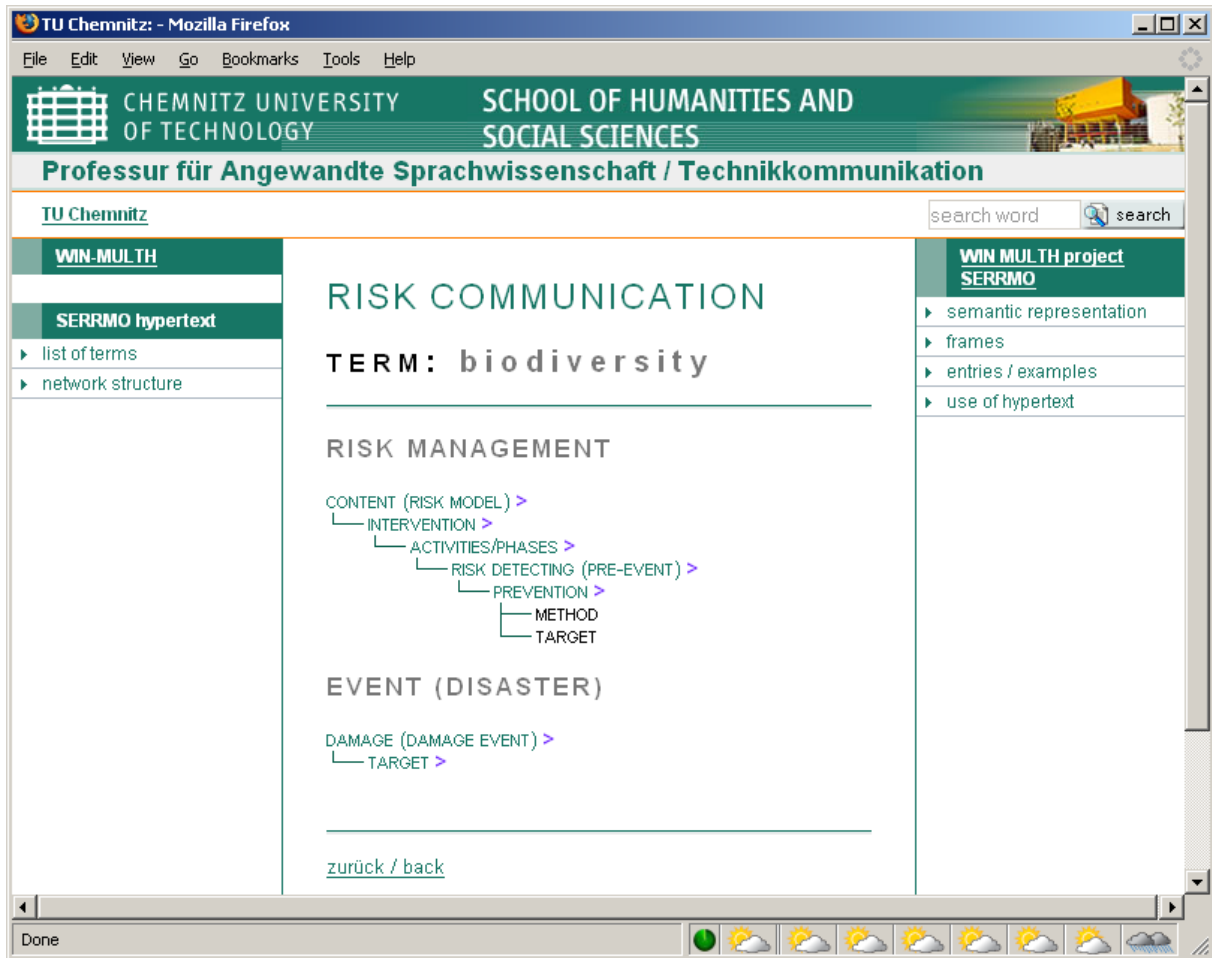 TU Chemnitz: - Mozilla Firefox
File Edit View Go Bookmarks Tools Help
CHEMNITZ UNIVERSITY
OF TECHNOLOGY
SCHOOL OF HUMANITIES AND
SOCIAL SCIENCES
Professur für Angewandte Sprachwissenschaft / Technikkommunikation
TU Chemnitz
search word search
WIN-MULTH
SERRMO hypertext
list of terms
network structure
RISK COMMUNICATION
TERM: biodiversity
RISK MANAGEMENT
CONTENT (RISK MODEL) >
INTERVENTION >
ACTIVITIES/PHASES >
RISK DETECTING (PRE-EVENT) >
PREVENTION >
METHOD
TARGET
EVENT (DISASTER)
DAMAGE (DAMAGE EVENT) >
TARGET >
zurück / back
WIN MULTH project
SERRMO
semantic representation
frames
entries / examples
use of hypertext
Done